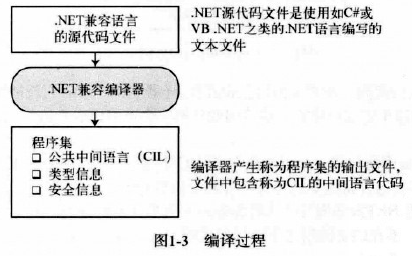 .NET兼容语言
的源代码文件
.NET源代码文件是使用如C#或
VB .NET之类的.NET语言编写的
文本文件
.NET兼容编译器
程序集
□ 公共中间语言（CIL）
□ 类型信息
□ 安全信息
编译器产生称为程序集的输出文件，
文件中包含称为CIL的中间语言代码
图1-3 编译过程